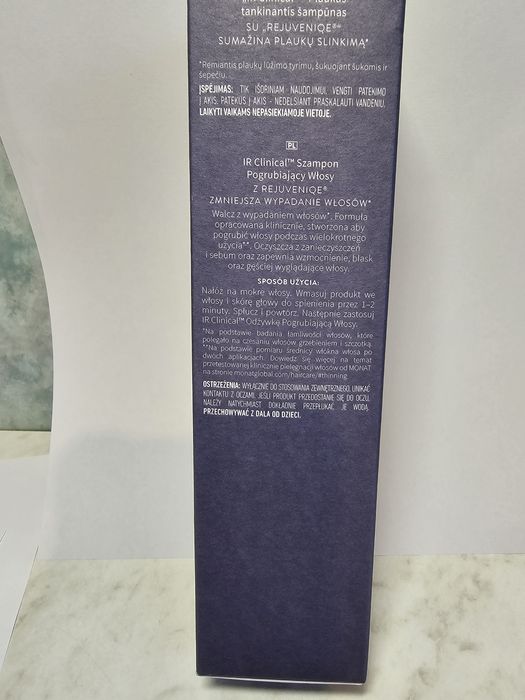 „IR Clinical™ Plaukus
tankinantis šampūnas
SU „REJUVENIQE®“
SUMAŽINA PLAUKŲ SLINKIMĄ*
*Remiantis plaukų lūžimo tyrimu, šukuojant šukomis ir
šepečiu.
ĮSPĖJIMAS: TIK IŠORINIAM NAUDOJIMUI. VENGTI PATEKIMO
Į AKIS. PATEKUS Į AKIS - NEDELSIANT PRASKALAUTI VANDENIU.
LAIKYTI VAIKAMS NEPASIEKIAMOJE VIETOJE.
PL
IR Clinical™ Szampon
Pogrubiający Włosy
Z REJUVENIQE®
ZMNIEJSZA WYPADANIE WŁOSÓW*
Walcz z wypadaniem włosów*. Formuła
opracowana klinicznie, stworzona aby
pogrubić włosy podczas wielokrotnego
użycia**. Oczyszcza z zanieczyszczeń
i sebum oraz zapewnia wzmocnienie, blask
oraz gęściej wyglądające włosy.
SPOSÓB UŻYCIA:
Nałóż na mokre włosy. Wmasuj produkt we
włosy i skórę głowy do spienienia przez 1–2
minuty. Spłucz i powtórz. Następnie zastosuj
IR Clinical™ Odżywkę Pogrubiającą Włosy.
*Na podstawie badania łamliwości włosów, które
polegało na czesaniu włosów grzebieniem i szczotką.
**Na podstawie pomiaru średnicy włókna włosa po
dwóch aplikacjach. Dowiedz się więcej na temat
przetestowanej klinicznie pielęgnacji włosów od MONAT
na stronie monatglobal.com/haircare/#thinning
OSTRZEŻENIA: WYŁĄCZNIE DO STOSOWANIA ZEWNĘTRZNEGO. UNIKAĆ
KONTAKTU Z OCZAMI. JEŚLI PRODUKT PRZEDOSTANIE SIĘ DO OCZU,
NALEŻY NATYCHMIAST DOKŁADNIE PRZEPŁUKAĆ JE WODĄ.
PRZECHOWYWAĆ Z DALA OD DZIECI.